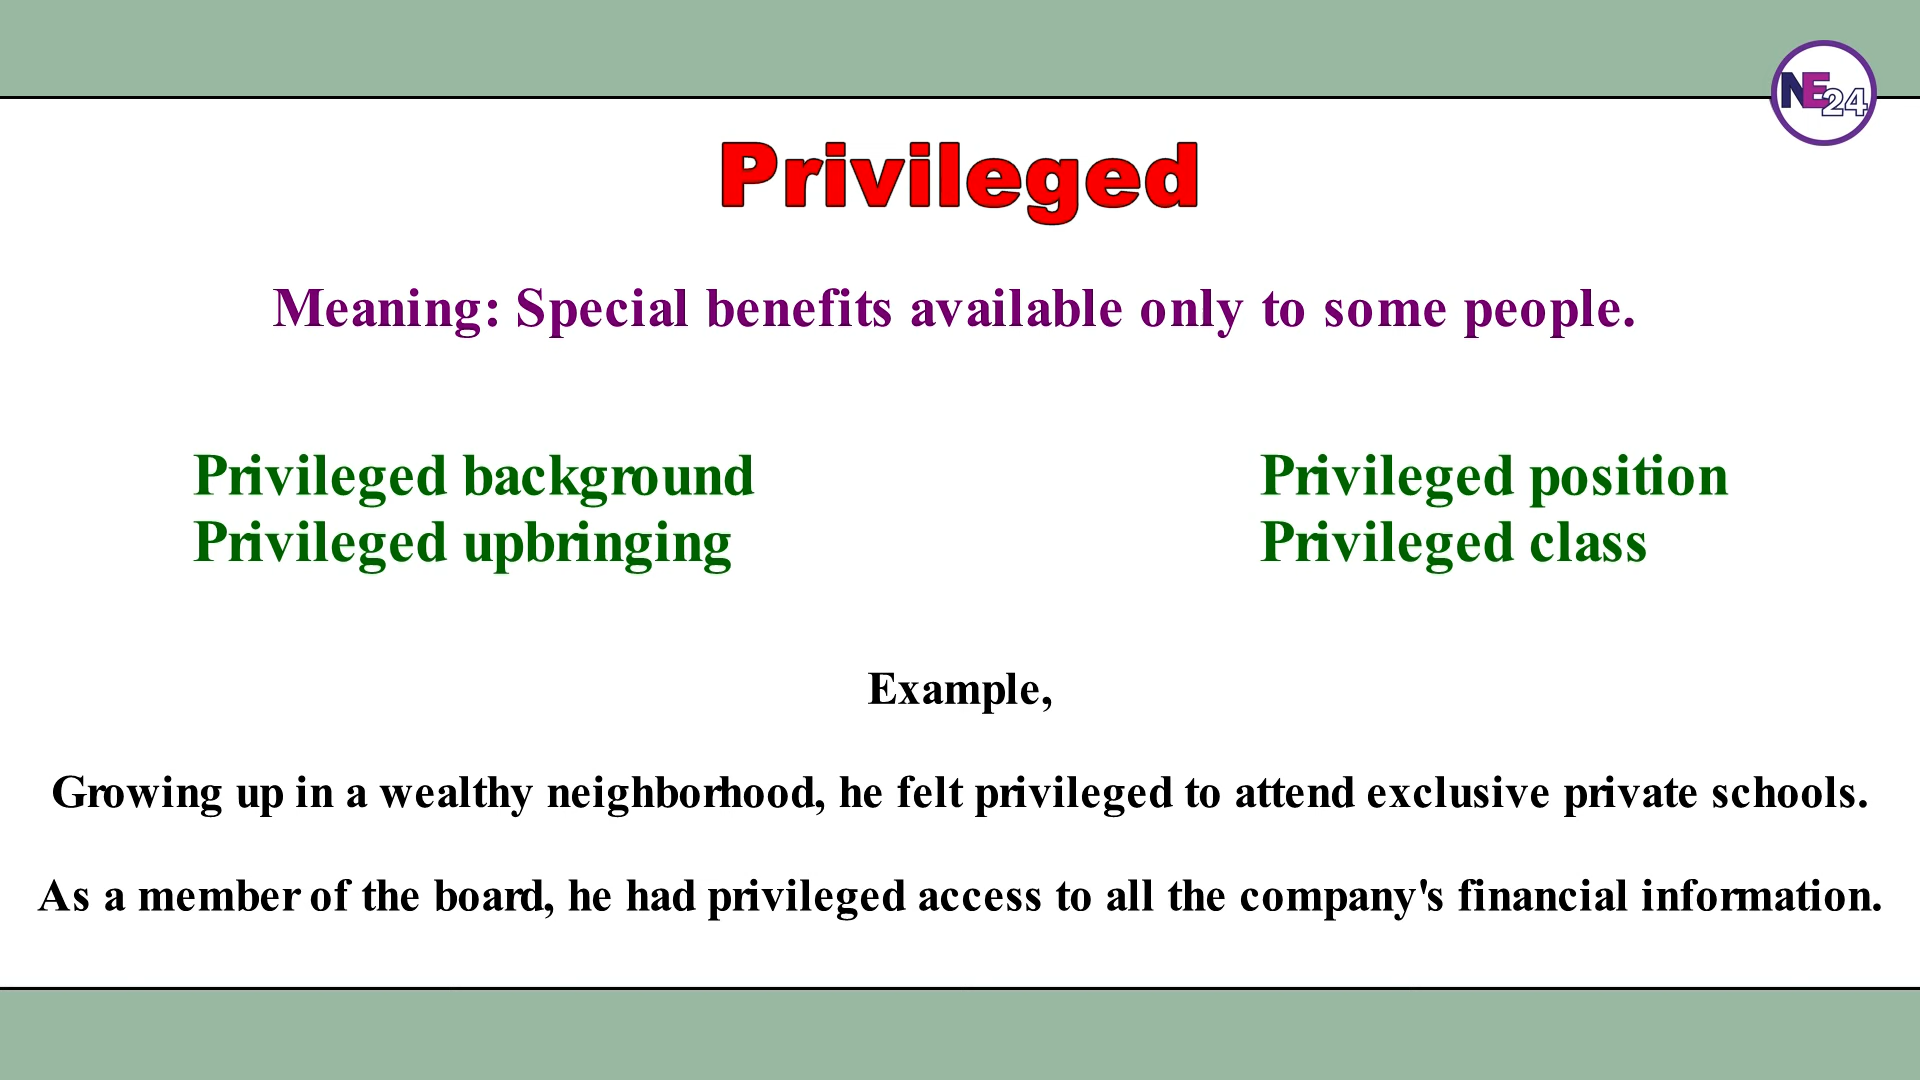 NE24
Privileged
Meaning: Special benefits available only to some people.
Privileged background
Privileged upbringing
Privileged position
Privileged class
Example,
Growing up in a wealthy neighborhood, he felt privileged to attend exclusive private schools.
As a member of the board, he had privileged access to all the company's financial information.